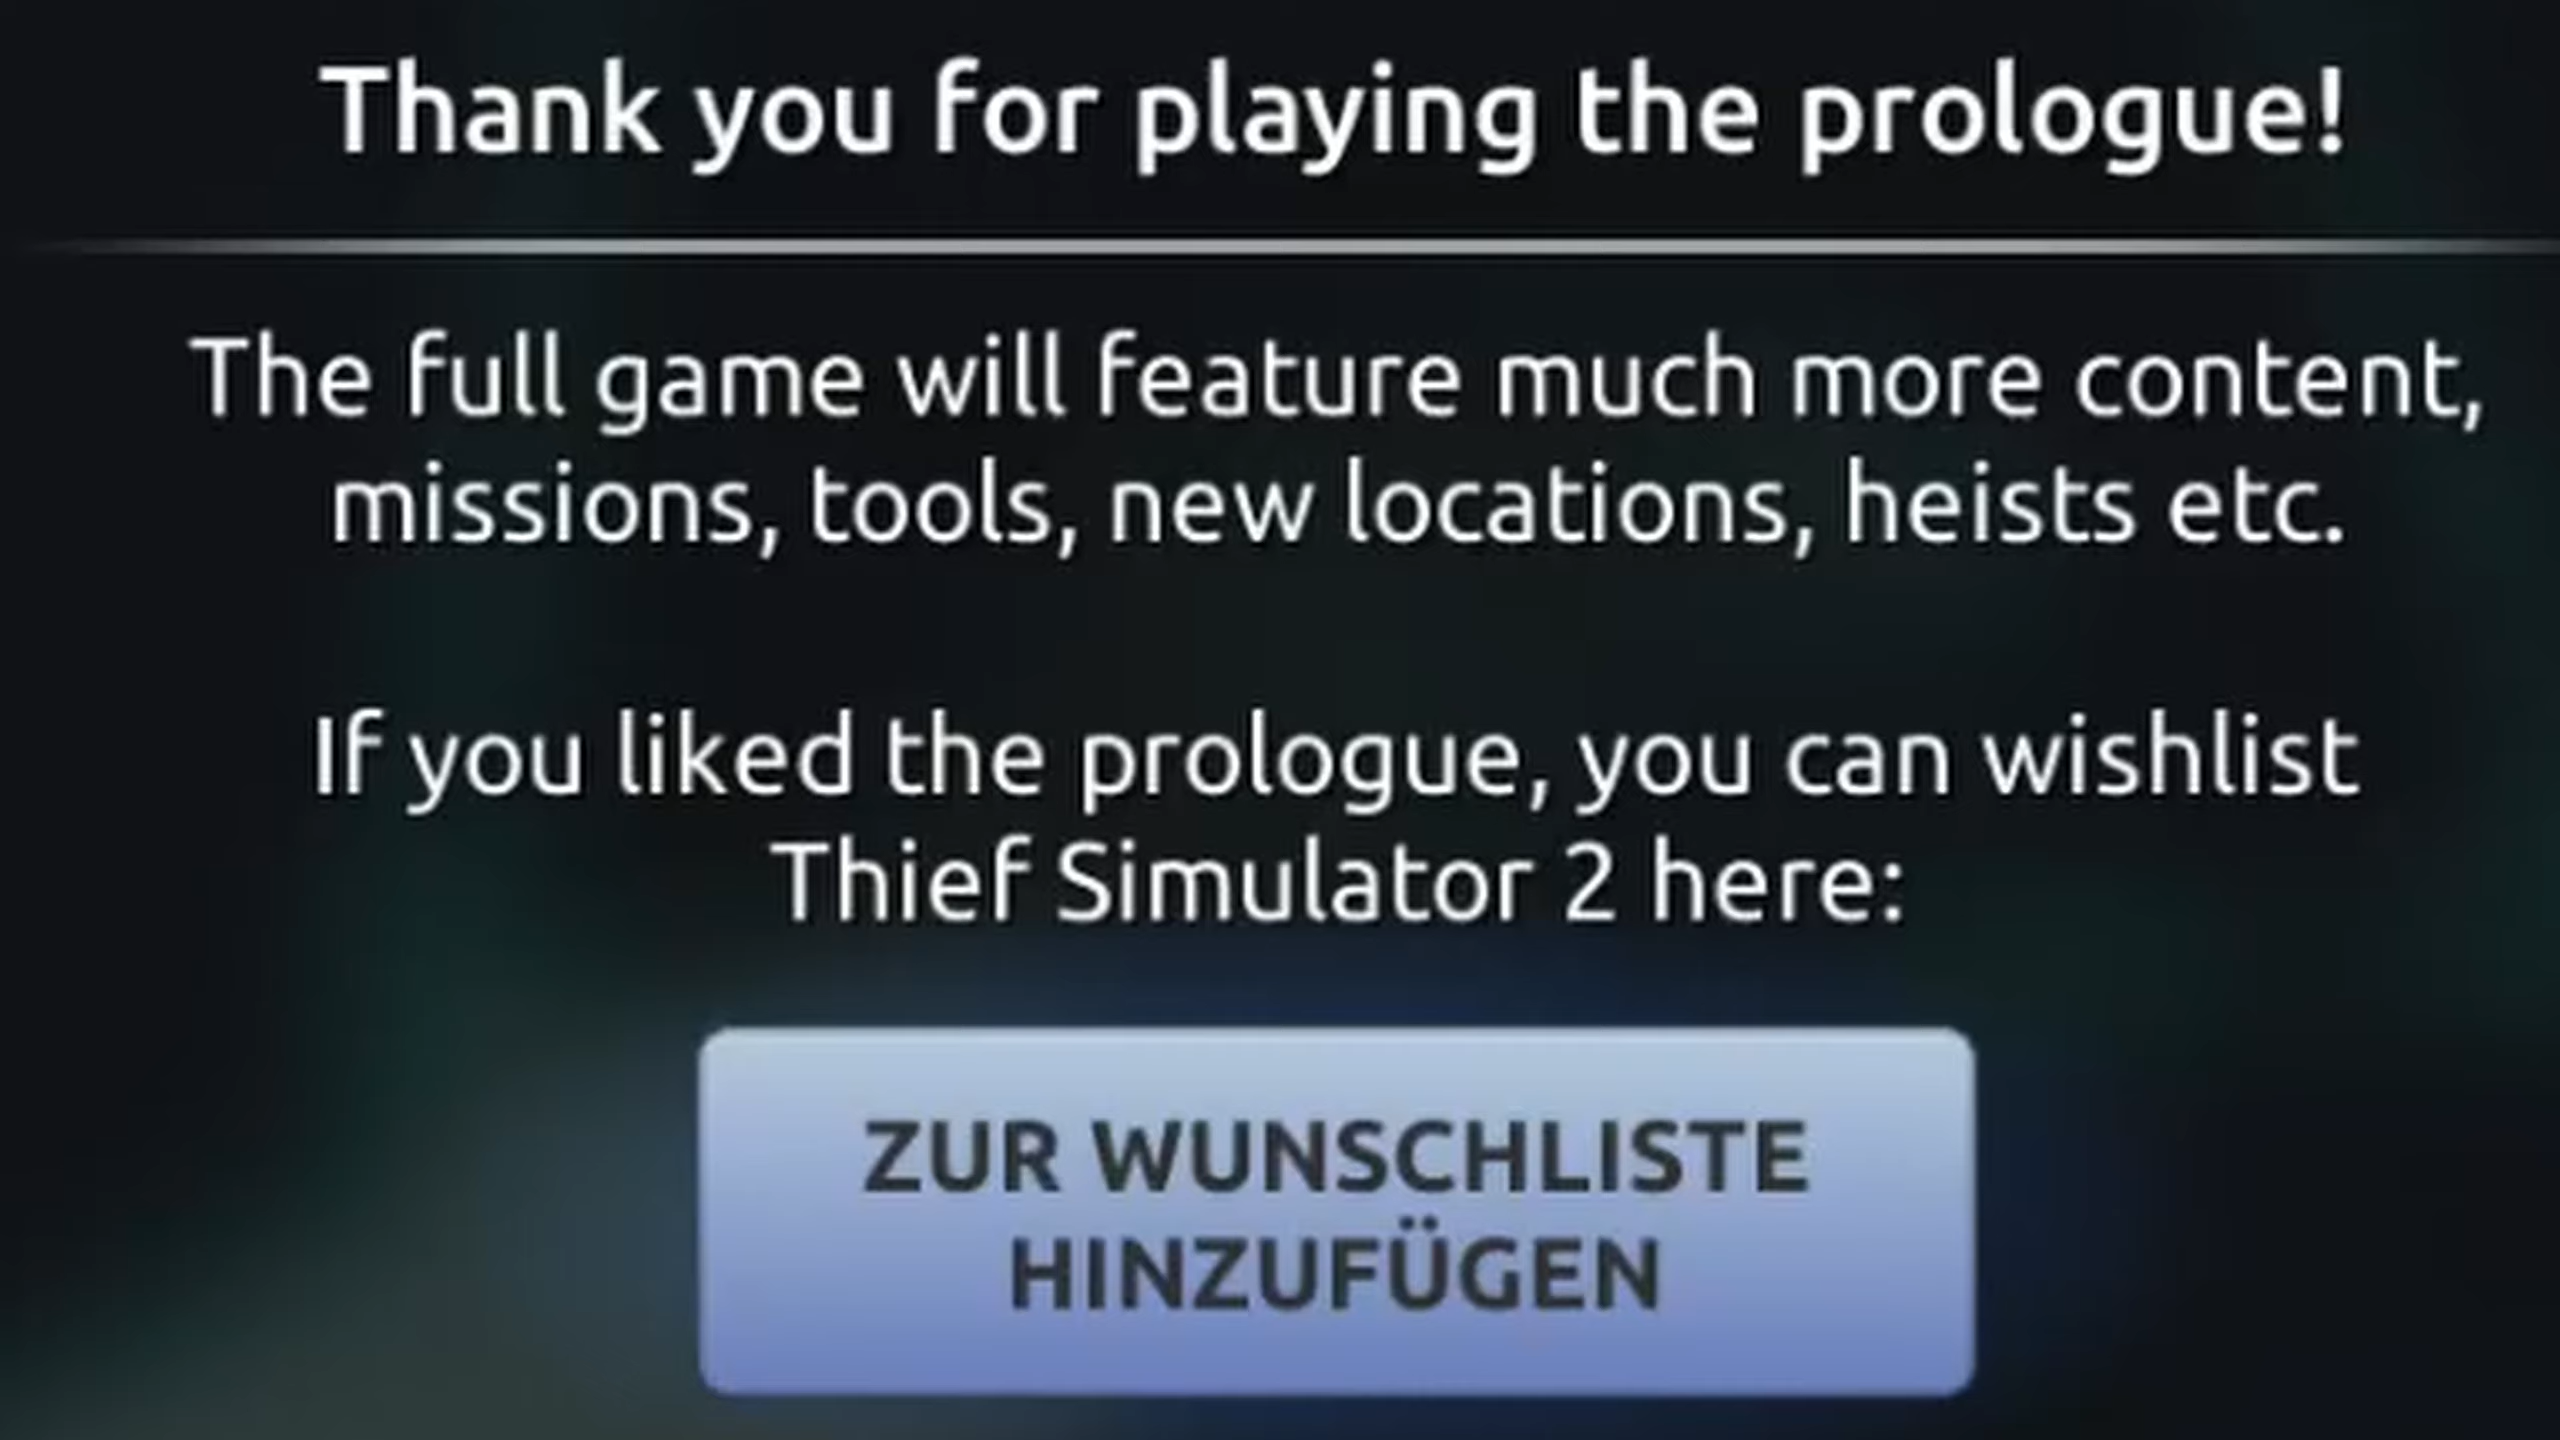 Thank you for playing the prologue!
The full game will feature much more content,
missions, tools, new locations, heists etc.
If you liked the prologue, you can wishlist
Thief Simulator 2 here:
ZUR WUNSCHLISTE
HINZUFÜGEN